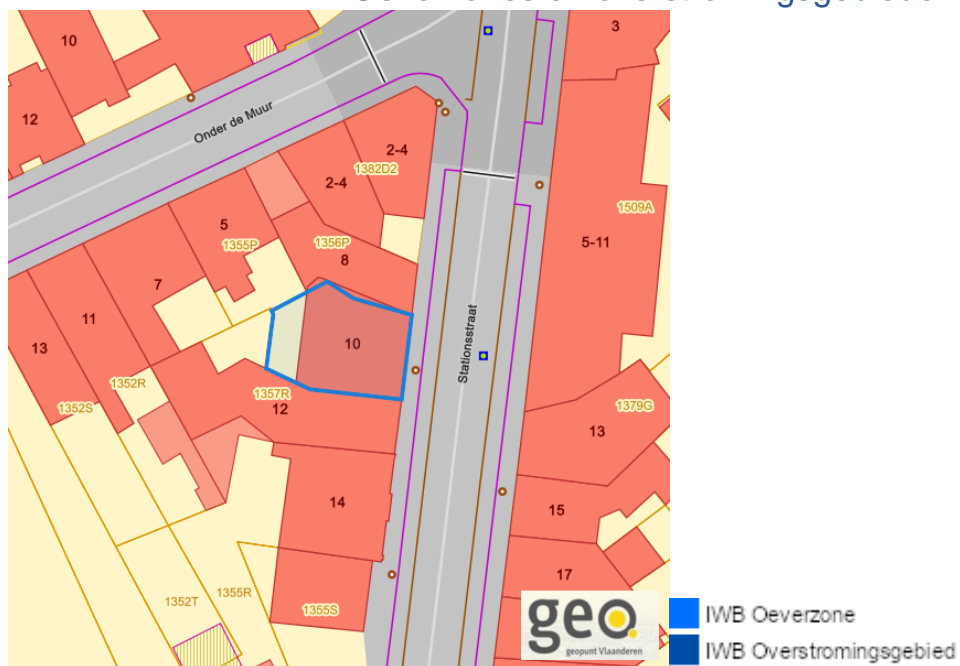 10
3
12
Onder de Muur
2-4
2-4
1382D2
1509A
5
1355P
1356P
8
5-11
7
11
13
10
Stationsstraat
1352R
1352S
1357R
12
1379G
13
14
15
17
1352T
1355R
1355S
geo.
geopunt Vlaanderen
IWB Oeverzone
IWB Overstromingsgebied